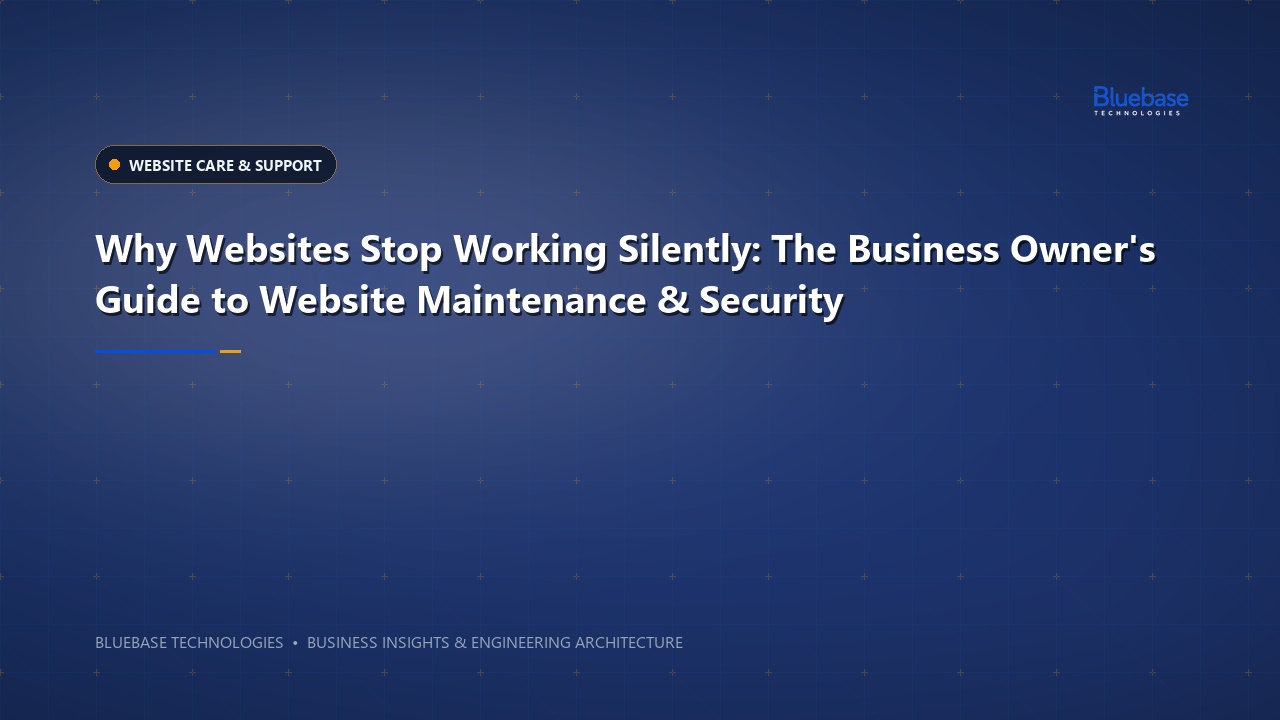 Bluebase
TECHNOLOGIES
WEBSITE CARE & SUPPORT
Why Websites Stop Working Silently: The Business Owner's
Guide to Website Maintenance & Security
BLUEBASE TECHNOLOGIES • BUSINESS INSIGHTS & ENGINEERING ARCHITECTURE